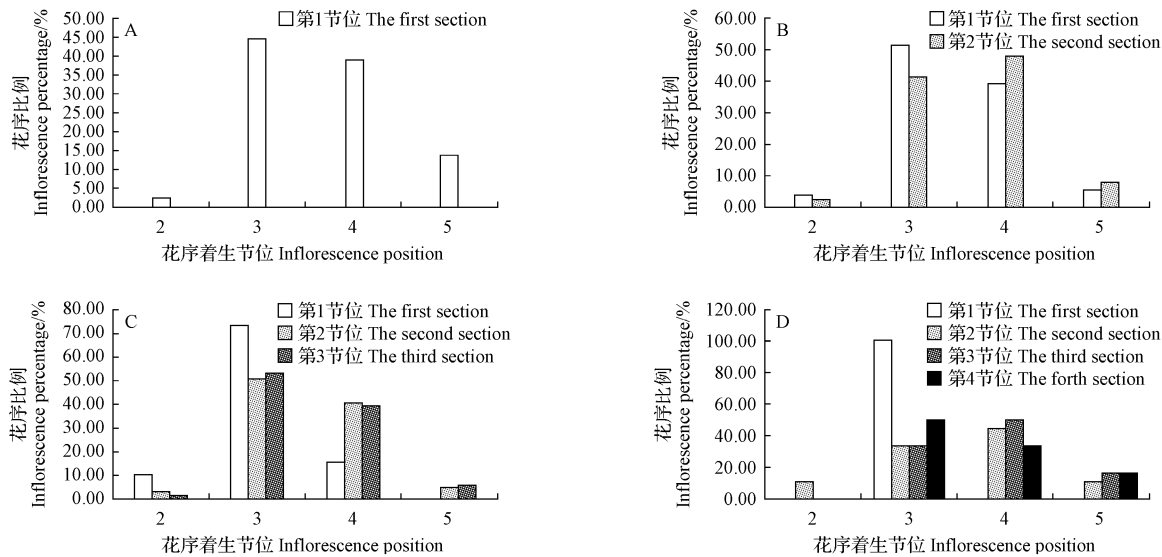 50.00
45.00
40.00
35.00
30.00
25.00
20.00
15.00
10.00
5.00
0.00
花序比例
Inflorescence percentage/%
A
第1节位 The first section
2 3 4 5
花序着生节位 Inflorescence position
60.00
50.00
40.00
30.00
20.00
10.00
0.00
花序比例
Inflorescence percentage/%
B
第1节位 The first section
第2节位 The second section
2 3 4 5
花序着生节位 Inflorescence position
80.00
70.00
60.00
50.00
40.00
30.00
20.00
10.00
0.00
花序比例
Inflorescence percentage/%
C
第1节位 The first section
第2节位 The second section
第3节位 The third section
2 3 4 5
花序着生节位 Inflorescence position
120.00
100.00
80.00
60.00
40.00
20.00
0.00
花序比例
Inflorescence percentage/%
D
第1节位 The first section
第2节位 The second section
第3节位 The third section
第4节位 The forth section
2 3 4 5
花序着生节位 Inflorescence position